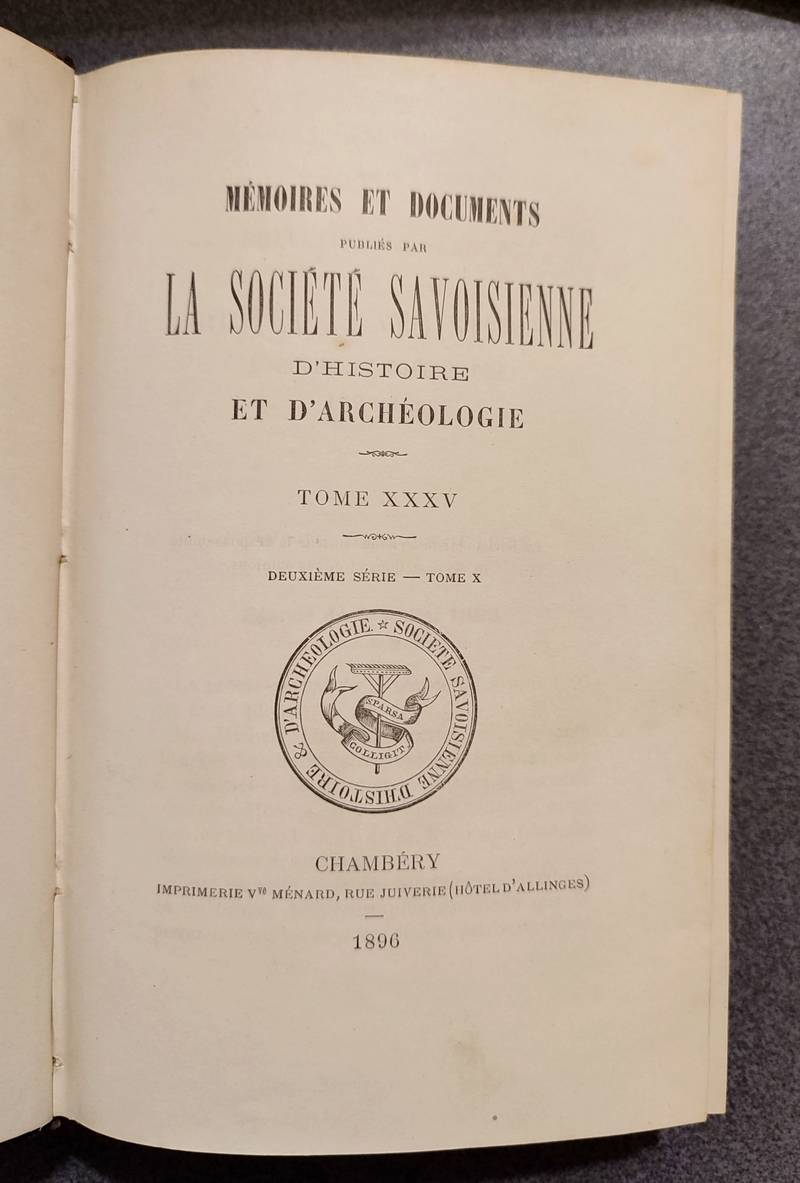 MÉMOIRES ET DOCUMENTS
PUBLIÉS PAR
LA SOCIÉTÉ SAVOISIENNE
D'HISTOIRE
ET D'ARCHÉOLOGIE
TOME XXXV
DEUXIÈME SÉRIE — TOME X
SOCIÉTÉ SAVOISIENNE D'HISTOIRE & D'ARCHÉOLOGIE.
SPARSA
COLLIGIT
CHAMBÉRY
IMPRIMERIE Vve MÉNARD, RUE JUIVERIE (HÔTEL D'ALLINGES)
1896